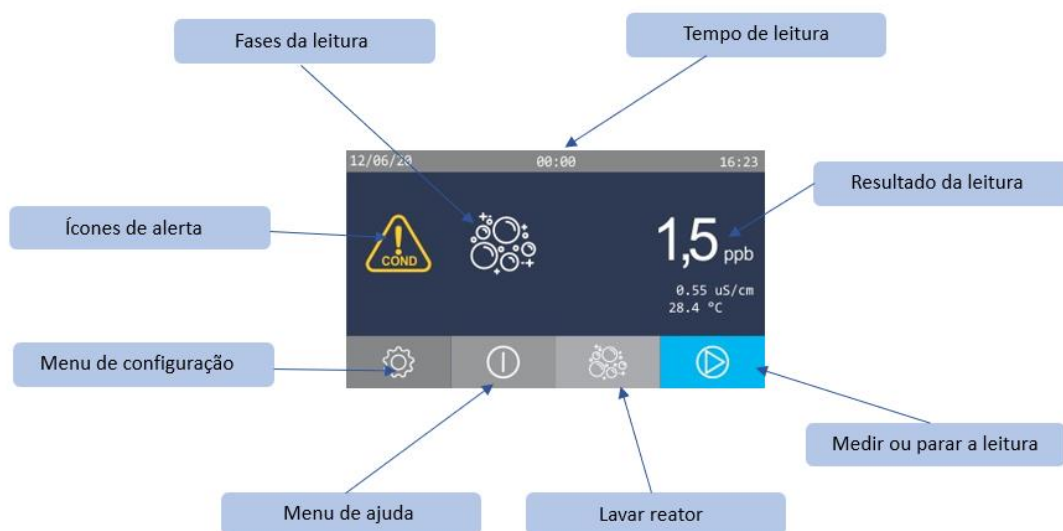 Tempo de leitura
Fases da leitura
12/06/20 00:00 16:23
Resultado da leitura
Ícones de alerta
COND
1,5 ppb
0.55 uS/cm
28.4 °C
Menu de configuração
Medir ou parar a leitura
Menu de ajuda
Lavar reator